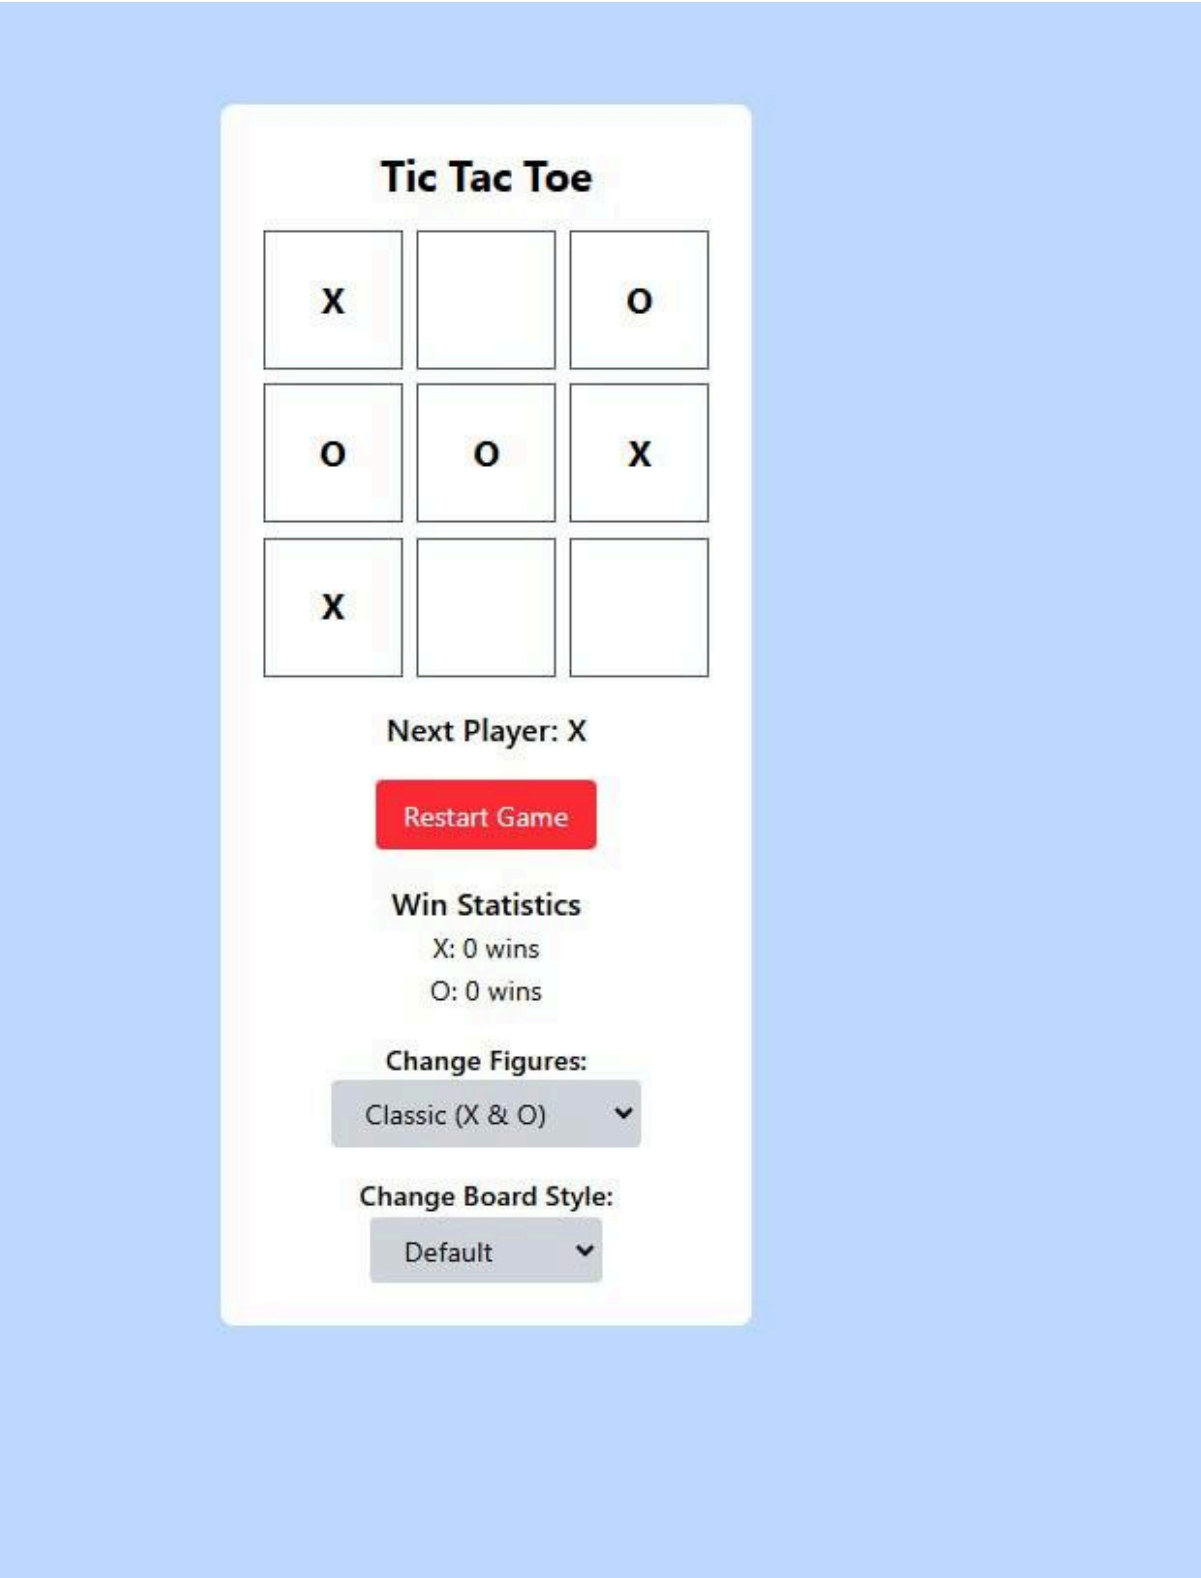 Tic Tac Toe
X O
O O X
X
Next Player: X
Restart Game
Win Statistics
X: 0 wins
O: 0 wins
Change Figures:
Classic (X & O)
Change Board Style:
Default